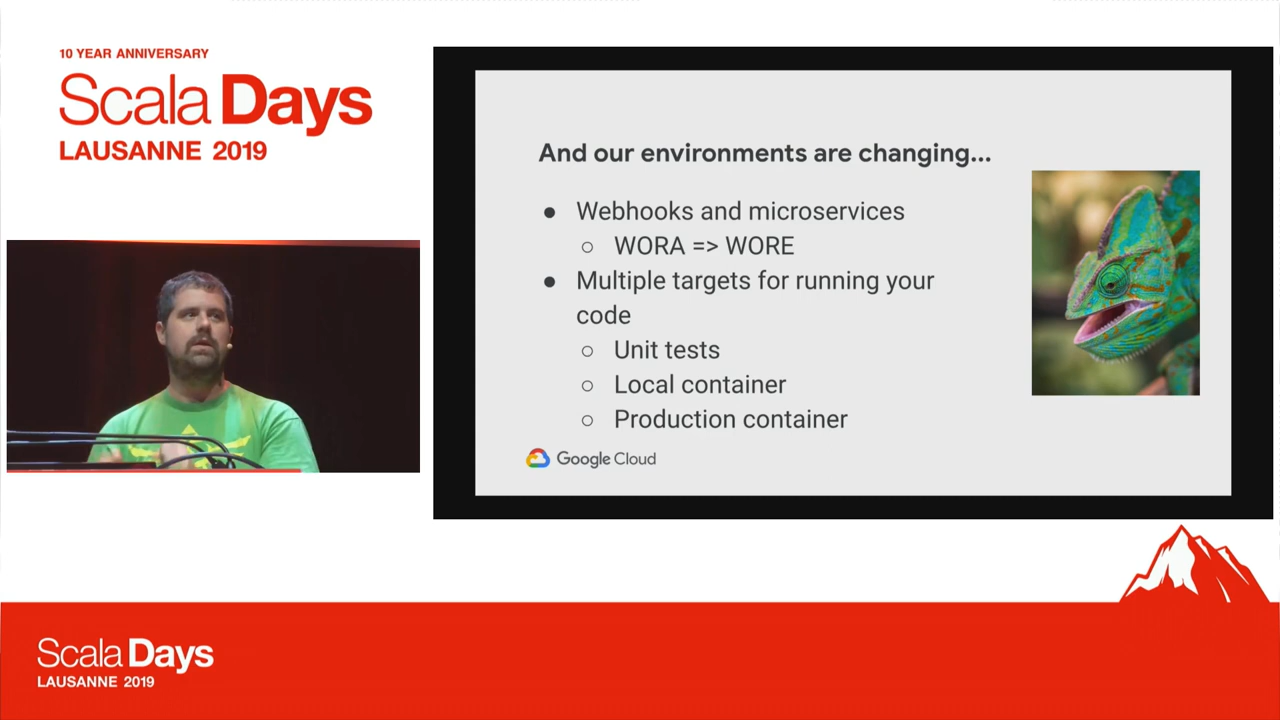 10 YEAR ANNIVERSARY
Scala Days
LAUSANNE 2019
And our environments are changing...
● Webhooks and microservices
○ WORA => WORE
● Multiple targets for running your
code
○ Unit tests
○ Local container
○ Production container
Google Cloud
Scala Days
LAUSANNE 2019